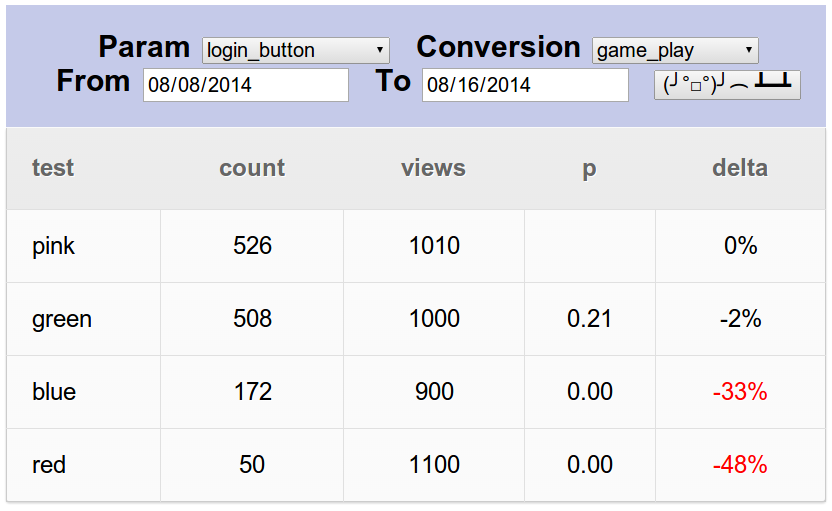 Param login_button Conversion game_play
From 08/08/2014 To 08/16/2014 (╯°□°)╯︵ ┻━┻
test count views p delta
pink 526 1010 0%
green 508 1000 0.21 -2%
blue 172 900 0.00 -33%
red 50 1100 0.00 -48%